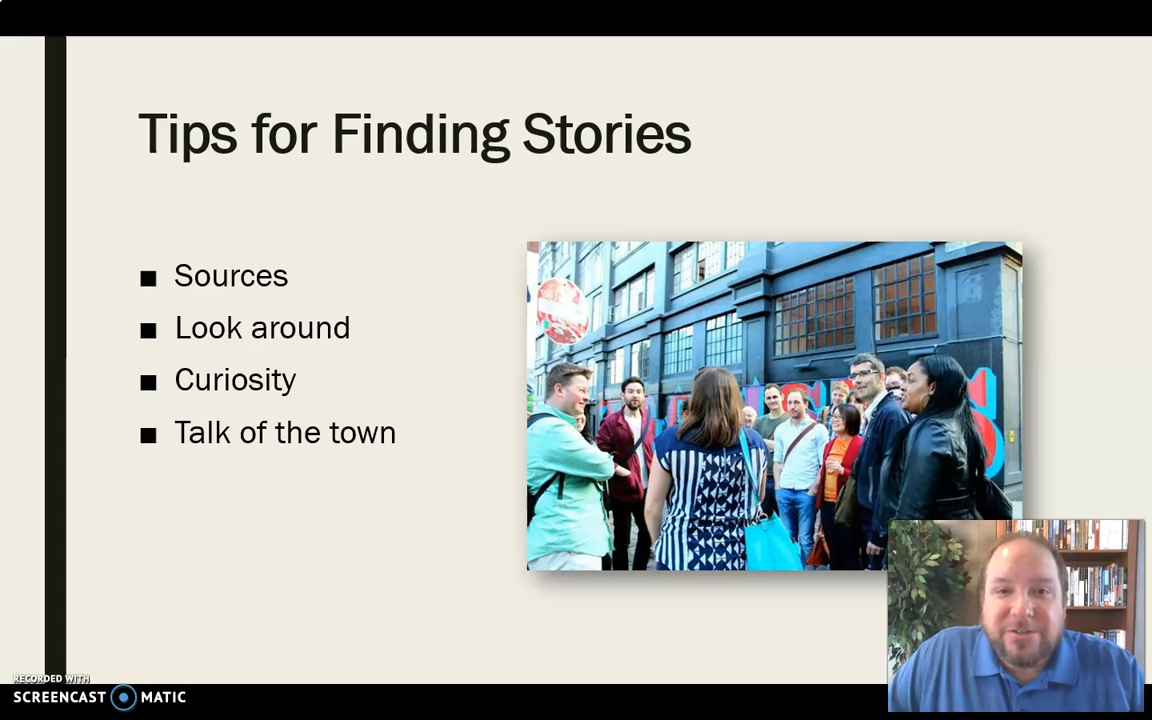 Tips for Finding Stories
■ Sources
■ Look around
■ Curiosity
■ Talk of the town
RECORDED WITH
SCREENCAST MATIC